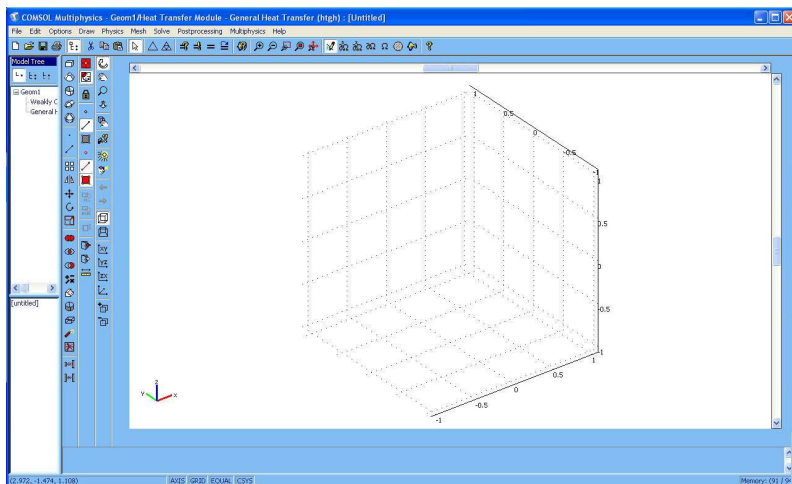 COMSOL Multiphysics - Geom1/Heat Transfer Module - General Heat Transfer (htgh) : [Untitled]
File Edit Options Draw Physics Mesh Solve Postprocessing Multiphysics Help
Model Tree
Geom1
Weakly C
General H
[untitled]
1
0.5
0
-0.5
-1
1
0.5
0
-0.5
-1
1
0.5
0
-0.5
-1
z
y
x
(2.972, -1.474, 1.108)
AXIS GRID EQUAL CSYS
Memory: (91 / 94